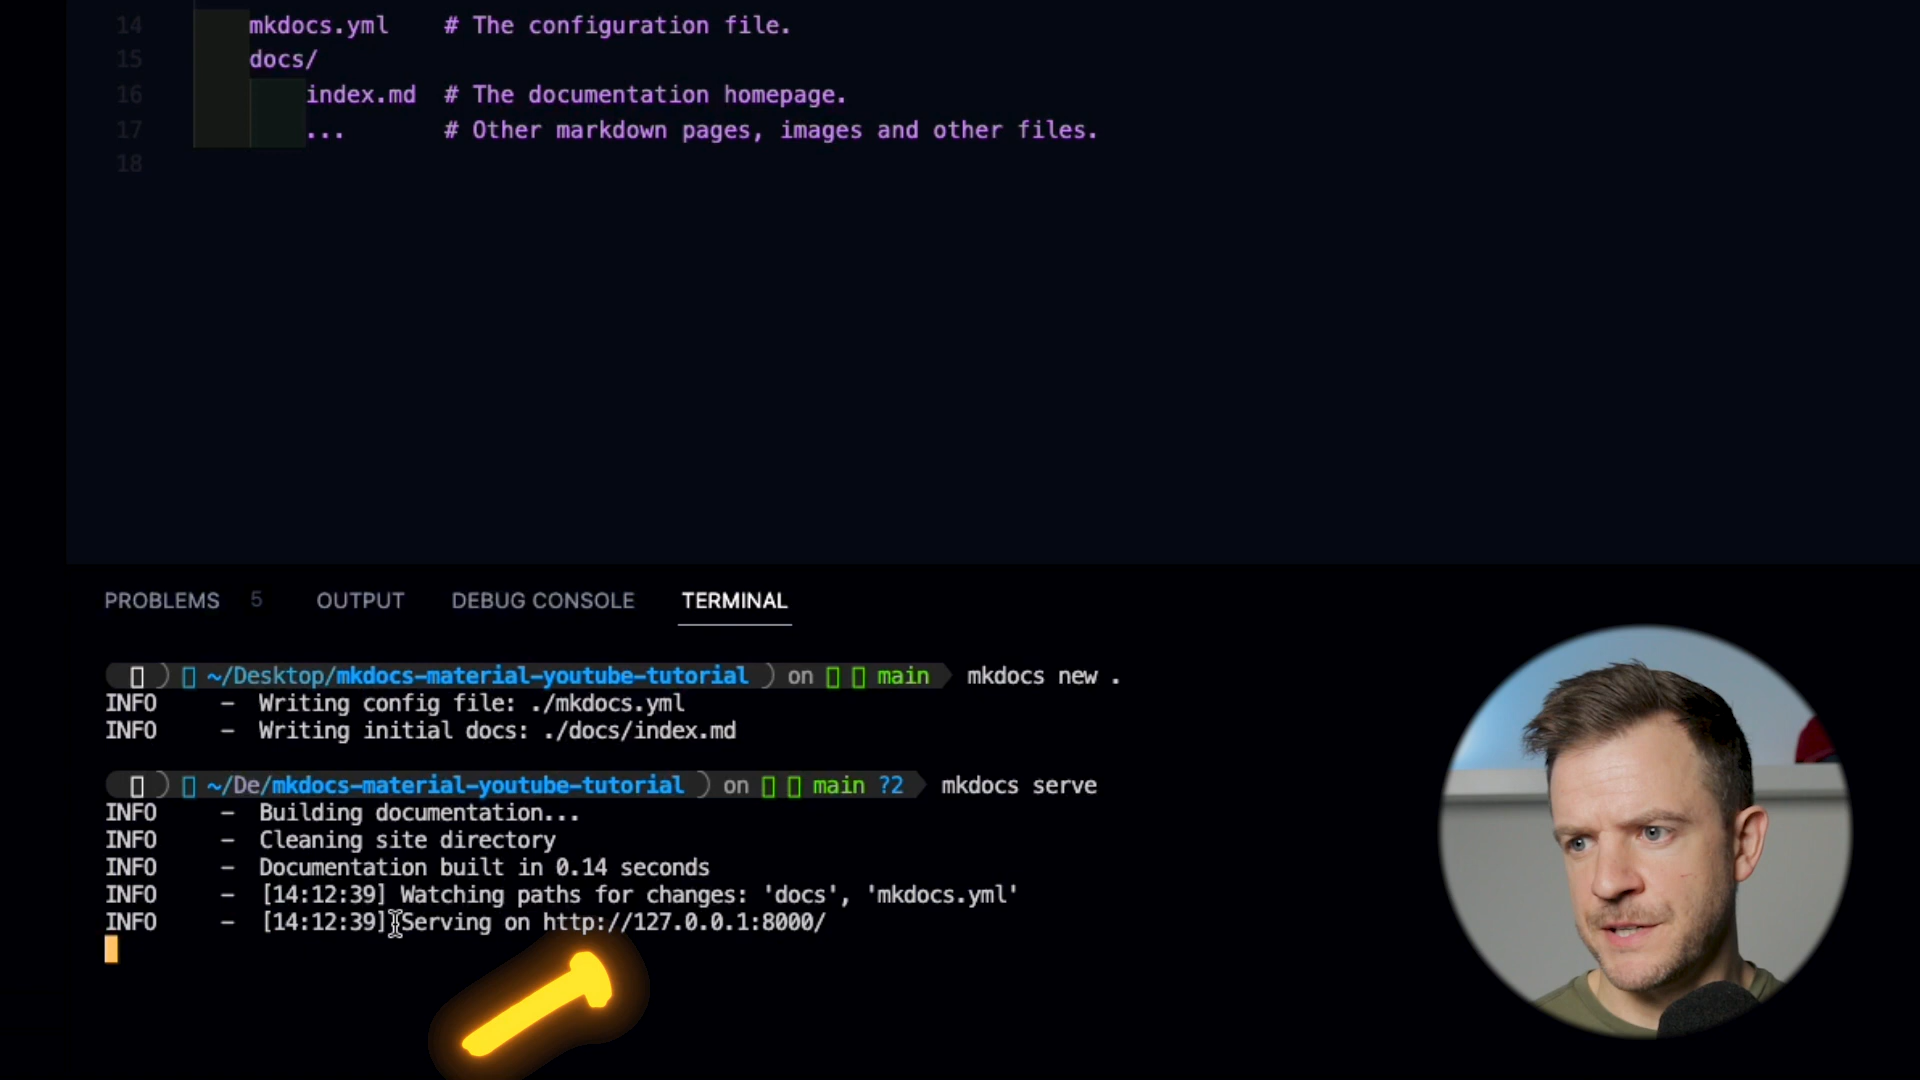 14 mkdocs.yml # The configuration file.
15 docs/
16 index.md # The documentation homepage.
17 ... # Other markdown pages, images and other files.
18
PROBLEMS 5 OUTPUT DEBUG CONSOLE TERMINAL
~/Desktop/mkdocs-material-youtube-tutorial ) on main mkdocs new .
INFO - Writing config file: ./mkdocs.yml
INFO - Writing initial docs: ./docs/index.md
~/De/mkdocs-material-youtube-tutorial ) on main ?2 mkdocs serve
INFO - Building documentation...
INFO - Cleaning site directory
INFO - Documentation built in 0.14 seconds
INFO - [14:12:39] Watching paths for changes: 'docs', 'mkdocs.yml'
INFO - [14:12:39] Serving on http://127.0.0.1:8000/